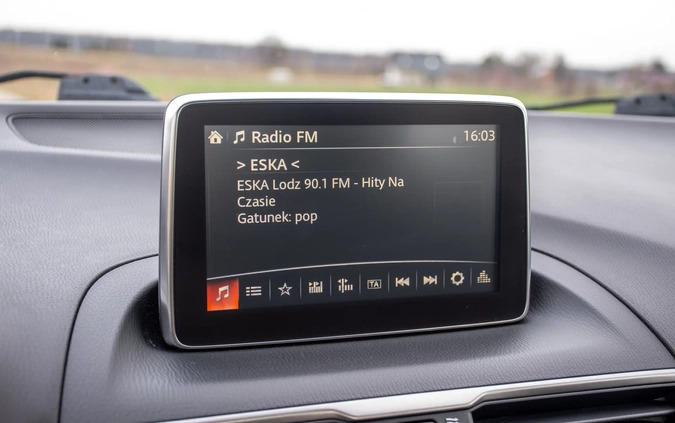 Radio FM 16:03
> ESKA <
ESKA Lodz 90.1 FM - Hity Na
Czasie
Gatunek: pop
TA